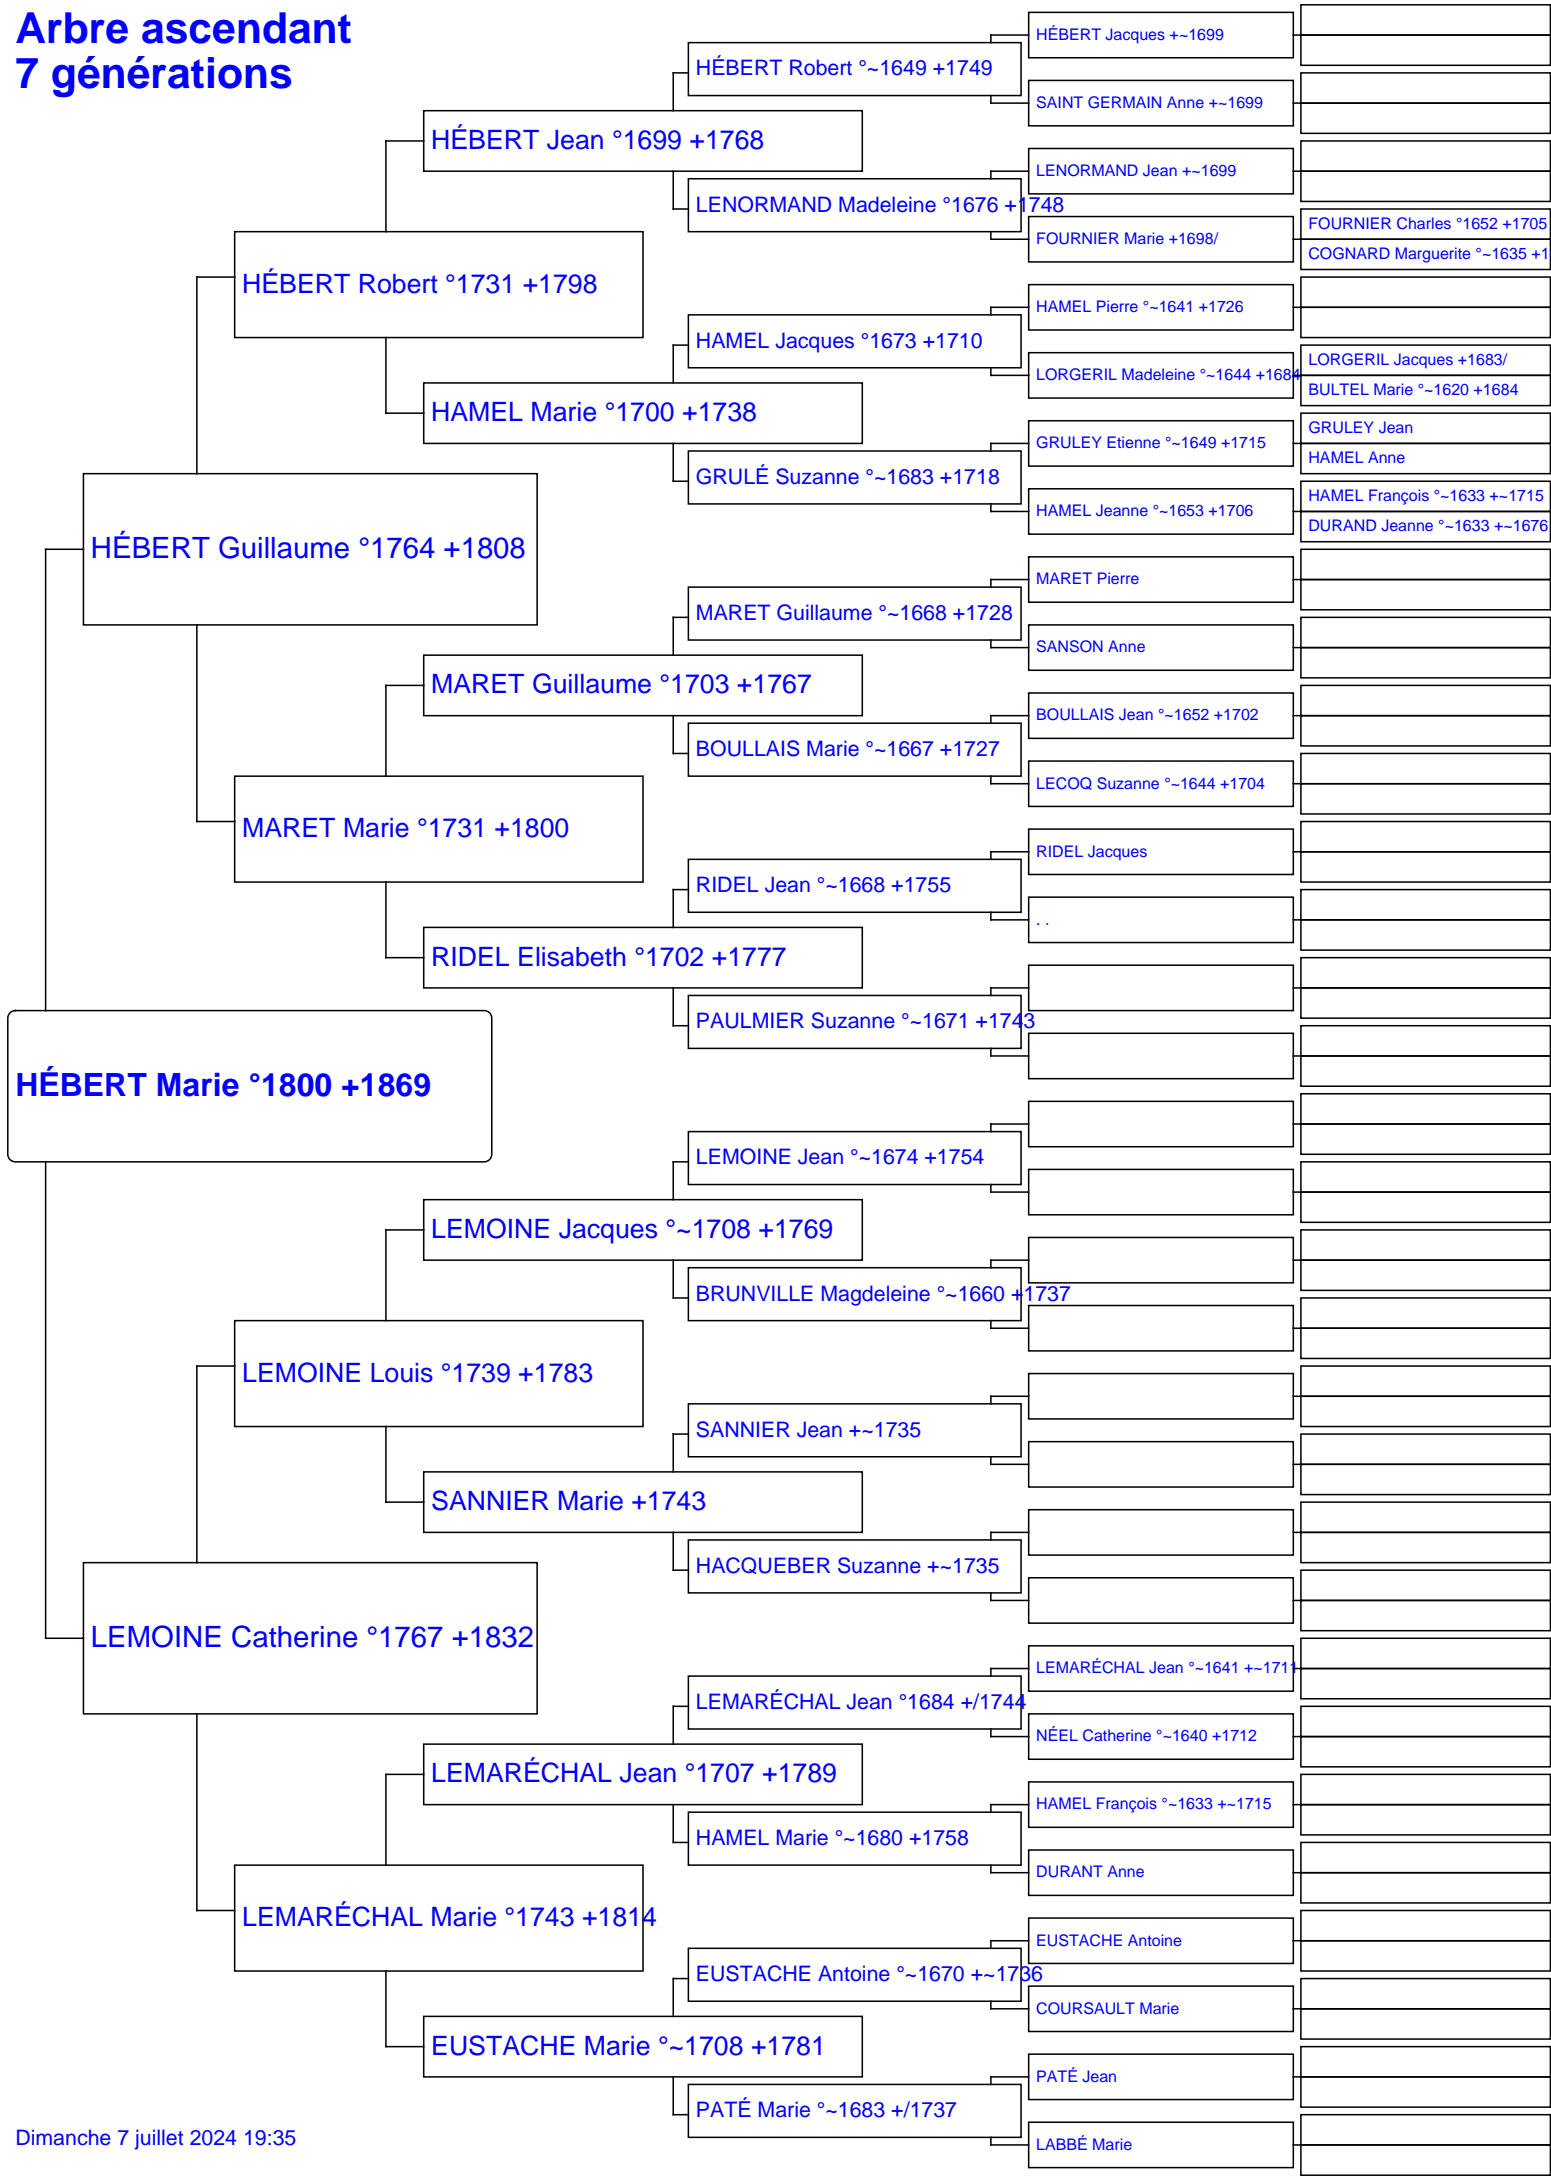 Arbre ascendant
7 générations
HÉBERT Marie °1800 +1869
HÉBERT Guillaume °1764 +1808
LEMOINE Catherine °1767 +1832
HÉBERT Robert °1731 +1798
MARET Marie °1731 +1800
LEMOINE Louis °1739 +1783
LEMARÉCHAL Marie °1743 +1814
HÉBERT Jean °1699 +1768
HAMEL Marie °1700 +1738
MARET Guillaume °1703 +1767
RIDEL Elisabeth °1702 +1777
LEMOINE Jacques °~1708 +1769
SANNIER Marie +1743
LEMARÉCHAL Jean °1707 +1789
EUSTACHE Marie °~1708 +1781
HÉBERT Robert °~1649 +1749
LENORMAND Madeleine °1676 +1748
HAMEL Jacques °1673 +1710
GRULÉ Suzanne °~1683 +1718
MARET Guillaume °~1668 +1728
BOULLAIS Marie °~1667 +1727
RIDEL Jean °~1668 +1755
PAULMIER Suzanne °~1671 +1743
LEMOINE Jean °~1674 +1754
BRUNVILLE Magdeleine °~1660 +1737
SANNIER Jean +~1735
HACQUEBER Suzanne +~1735
LEMARÉCHAL Jean °1684 +/1744
HAMEL Marie °~1680 +1758
EUSTACHE Antoine °~1670 +~1736
PATÉ Marie °~1683 +/1737
HÉBERT Jacques +~1699
SAINT GERMAIN Anne +~1699
LENORMAND Jean +~1699
FOURNIER Marie +1698/
HAMEL Pierre °~1641 +1726
LORGERIL Madeleine °~1644 +1684
GRULEY Etienne °~1649 +1715
HAMEL Jeanne °~1653 +1706
MARET Pierre
SANSON Anne
BOULLAIS Jean °~1652 +1702
LECOQ Suzanne °~1644 +1704
RIDEL Jacques
. .
LEMARÉCHAL Jean °~1641 +~1711
NÉEL Catherine °~1640 +1712
HAMEL François °~1633 +~1715
DURANT Anne
EUSTACHE Antoine
COURSAULT Marie
PATÉ Jean
LABBÉ Marie
FOURNIER Charles °1652 +1705
COGNARD Marguerite °~1635 +1
LORGERIL Jacques +1683/
BULTEL Marie °~1620 +1684
GRULEY Jean
HAMEL Anne
HAMEL François °~1633 +~1715
DURAND Jeanne °~1633 +~1676
Dimanche 7 juillet 2024 19:35